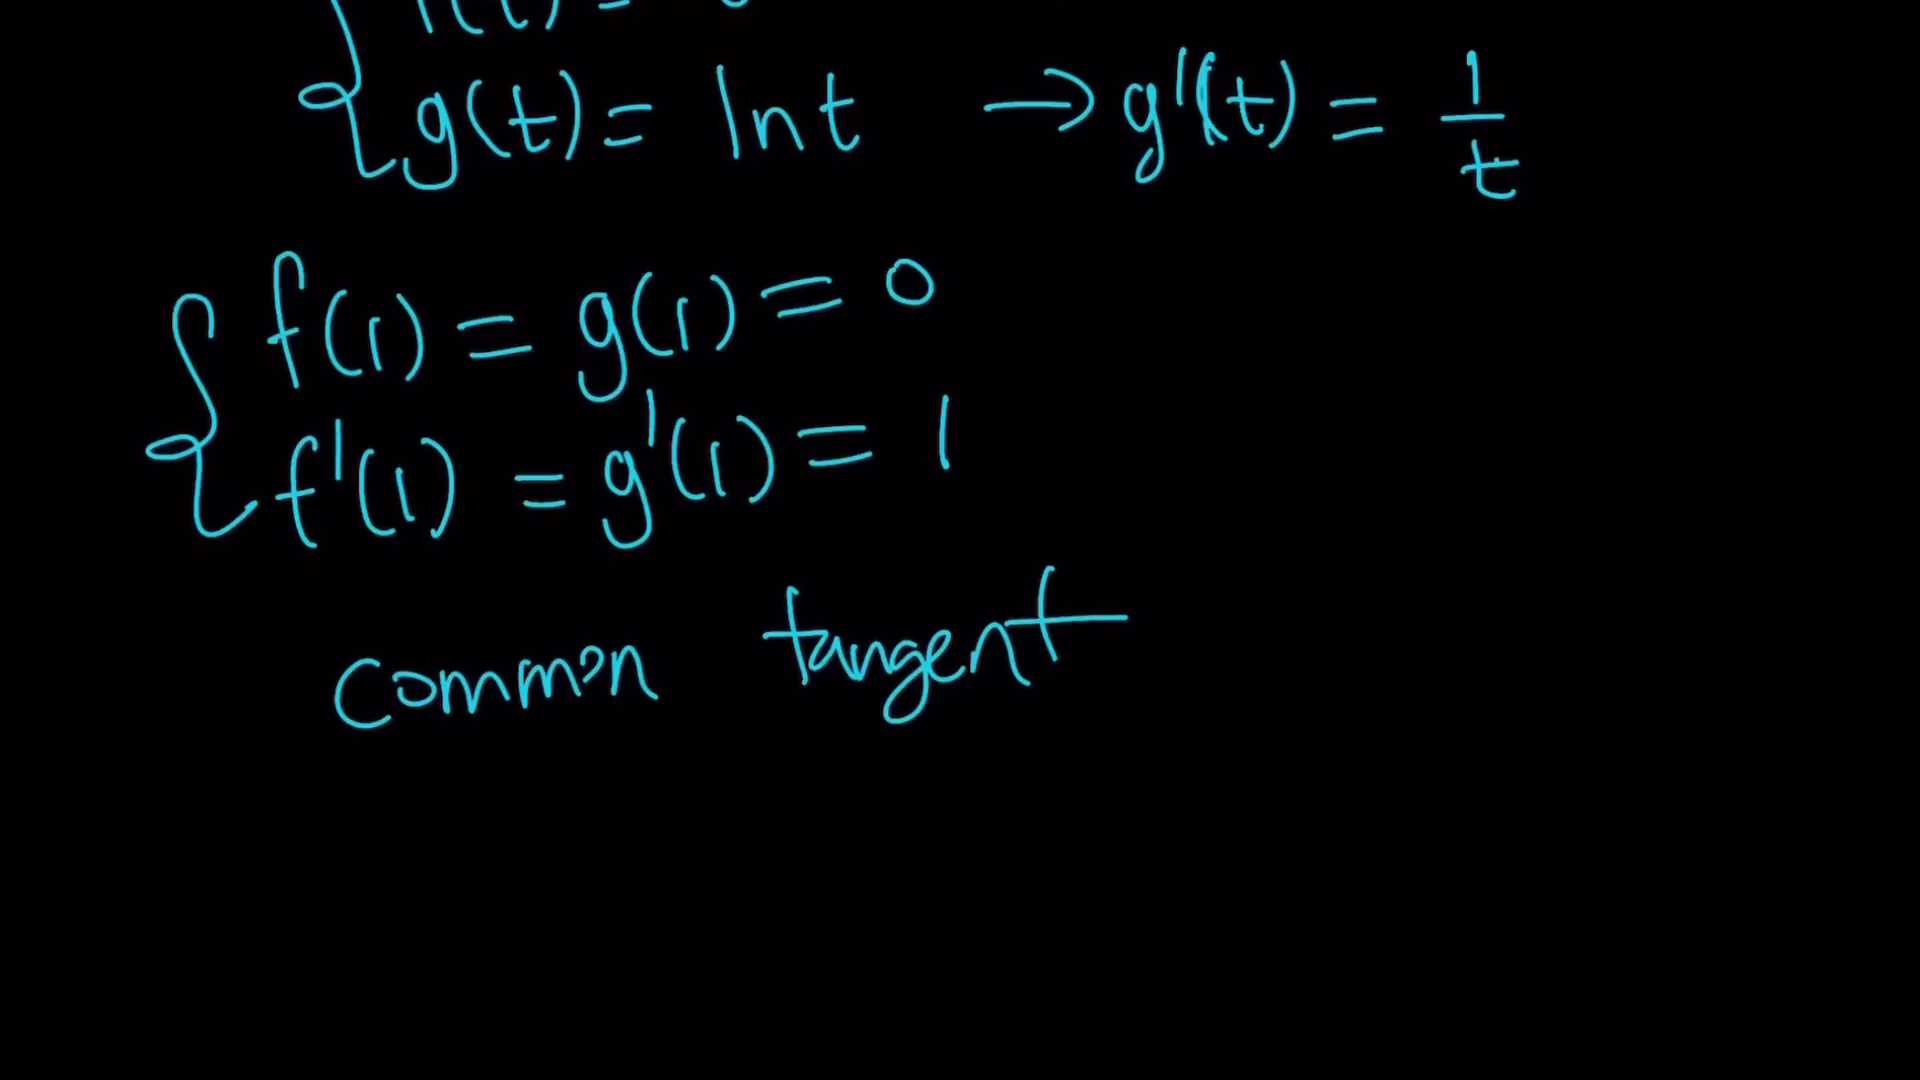 g(t) = ln t → g'(t) = 1/t
f(1) = g(1) = 0
f'(1) = g'(1) = 1
common tangent